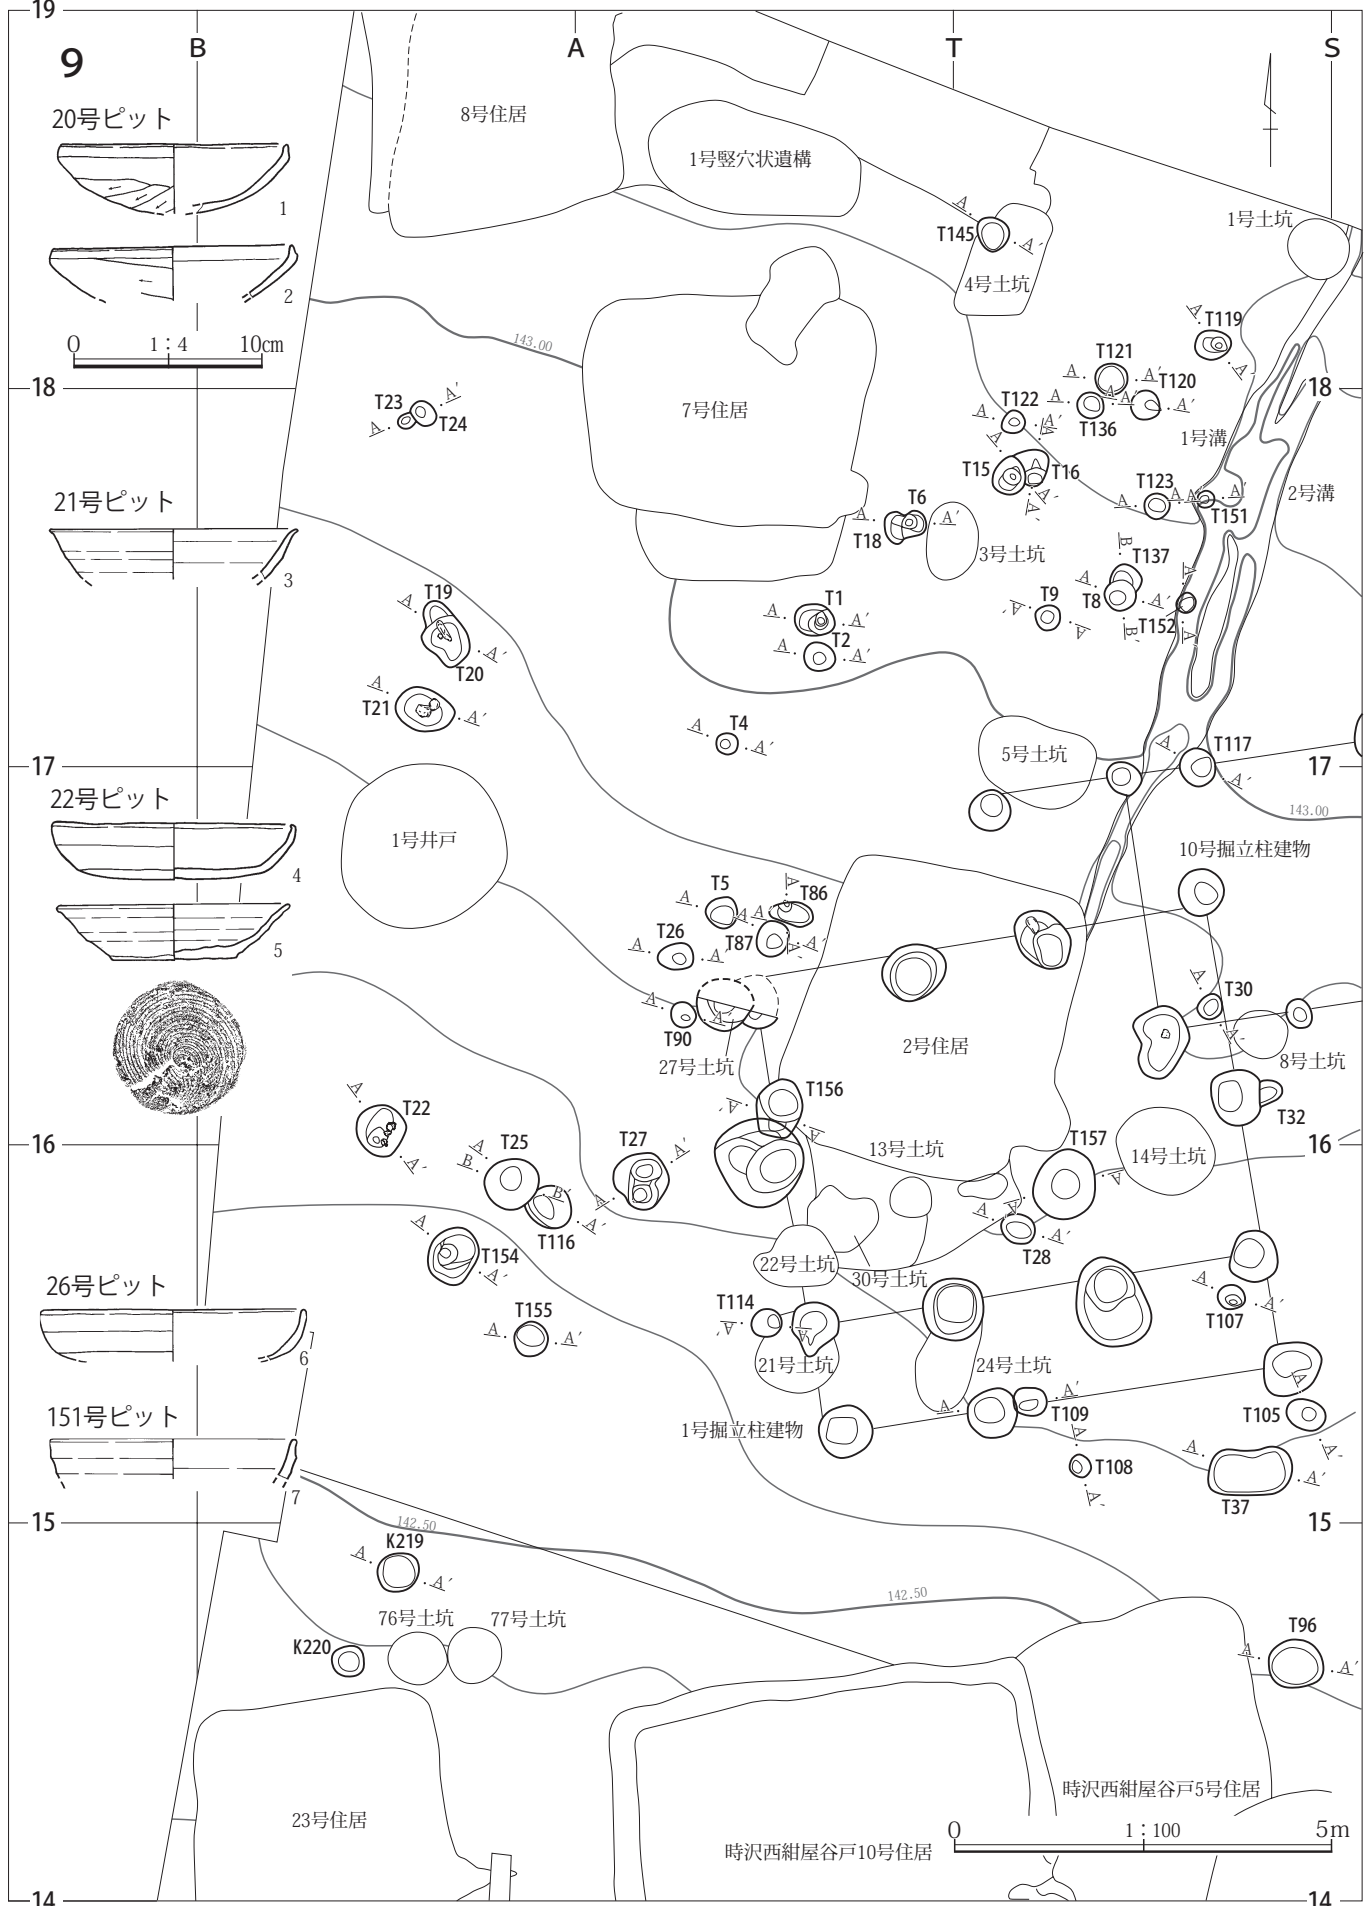 19
9
B
A
T
S
20号ピット
1
2
0 1:4 10㎝
8号住居
1号竪穴状遺構
A. T145 .A´
4号土坑
1号土坑
143.00
A. T119 .A
T121
A. .A´
T120
A. A A´ .A´
T136
18
18
T23
A. .A'
T24
7号住居
T122
A. .A´
1号溝
A A
T15
T16
.A´
.A´
T123
A. A A .A´
T151
2号溝
21号ピット
3
T6
A. .A´
T18
3号土坑
B
T137
A. .A´
T8
B´
A
T152
A
T9
A´. .A
T1
A. .A´
T2
A. .A´
T19
A.
T20
.A´
A.
T21
.A´
T4
A. .A´
5号土坑
A. T117
.A´
17
17
143.00
22号ピット
4
5
1号井戸
10号掘立柱建物
T5
A.
A
T86
A A´
T87
A´
.A´
T26
A. .A´
A.
T90
.A´
27号土坑
2号住居
A.
T30
A´
8号土坑
T156
A´.
.A
T32
A.
T22
.A´
16
16
A.
T25
B.
.B´
T116
.A´
T27
.A´
A.
13号土坑
T157
.A
A´
14号土坑
A.
T28
.A´
A.
T154
.A´
22号土坑
30号土坑
26号ピット
6
T155
A. .A´
T114
A´. A
21号土坑
24号土坑
A.
T107
.A´
151号ピット
7
1号掘立柱建物
A. .A´
T109
A
T105
.A´
A
T108
A´
A.
T37
.A´
15
15
142.50
K219
A. .A´
142.50
76号土坑
77号土坑
K220
T96
A. .A´
23号住居
時沢西紺屋谷戸5号住居
時沢西紺屋谷戸10号住居
0 1:100 5m
14
14